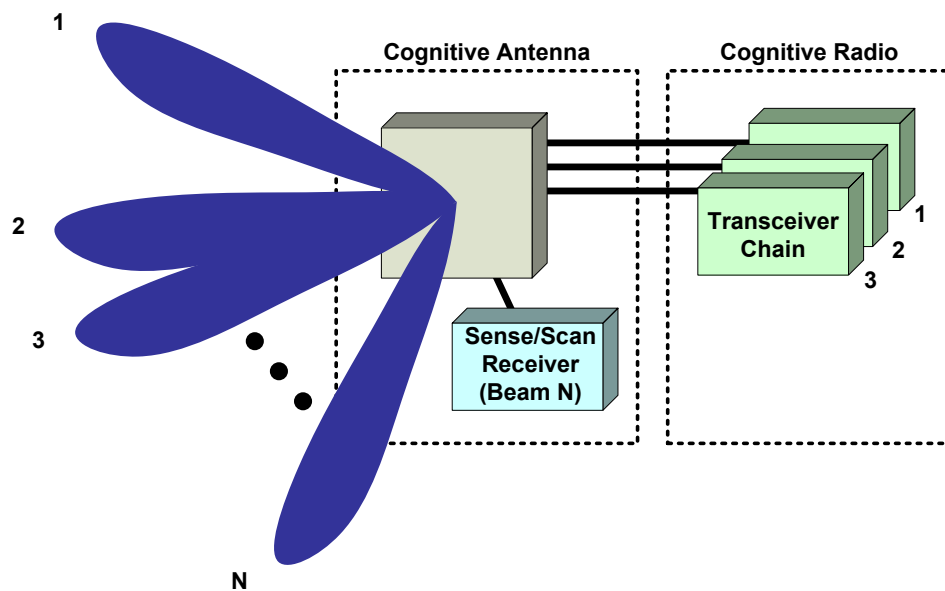 1
Cognitive Antenna
Cognitive Radio
2
Transceiver
Chain
1
2
3
3
Sense/Scan
Receiver
(Beam N)
N